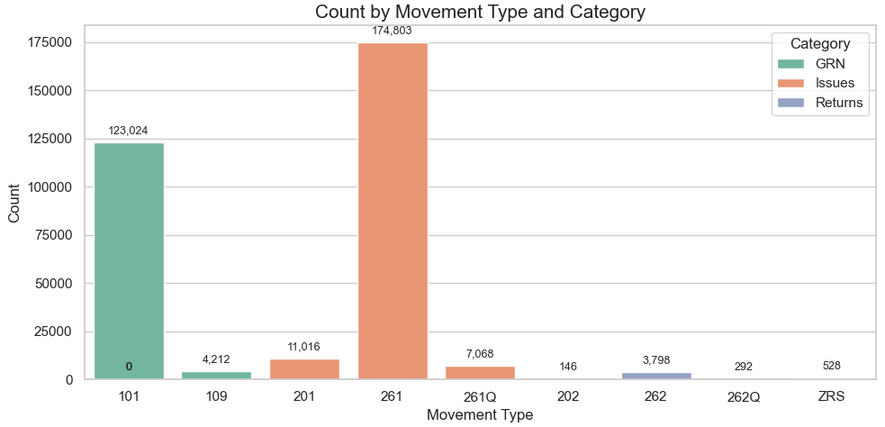 Count by Movement Type and Category
Count
175000
150000
125000
100000
75000
50000
25000
0
123,024
0
4,212
11,016
174,803
7,068
146
3,798
292
528
101
109
201
261
261Q
202
262
262Q
ZRS
Movement Type
Category
GRN
Issues
Returns